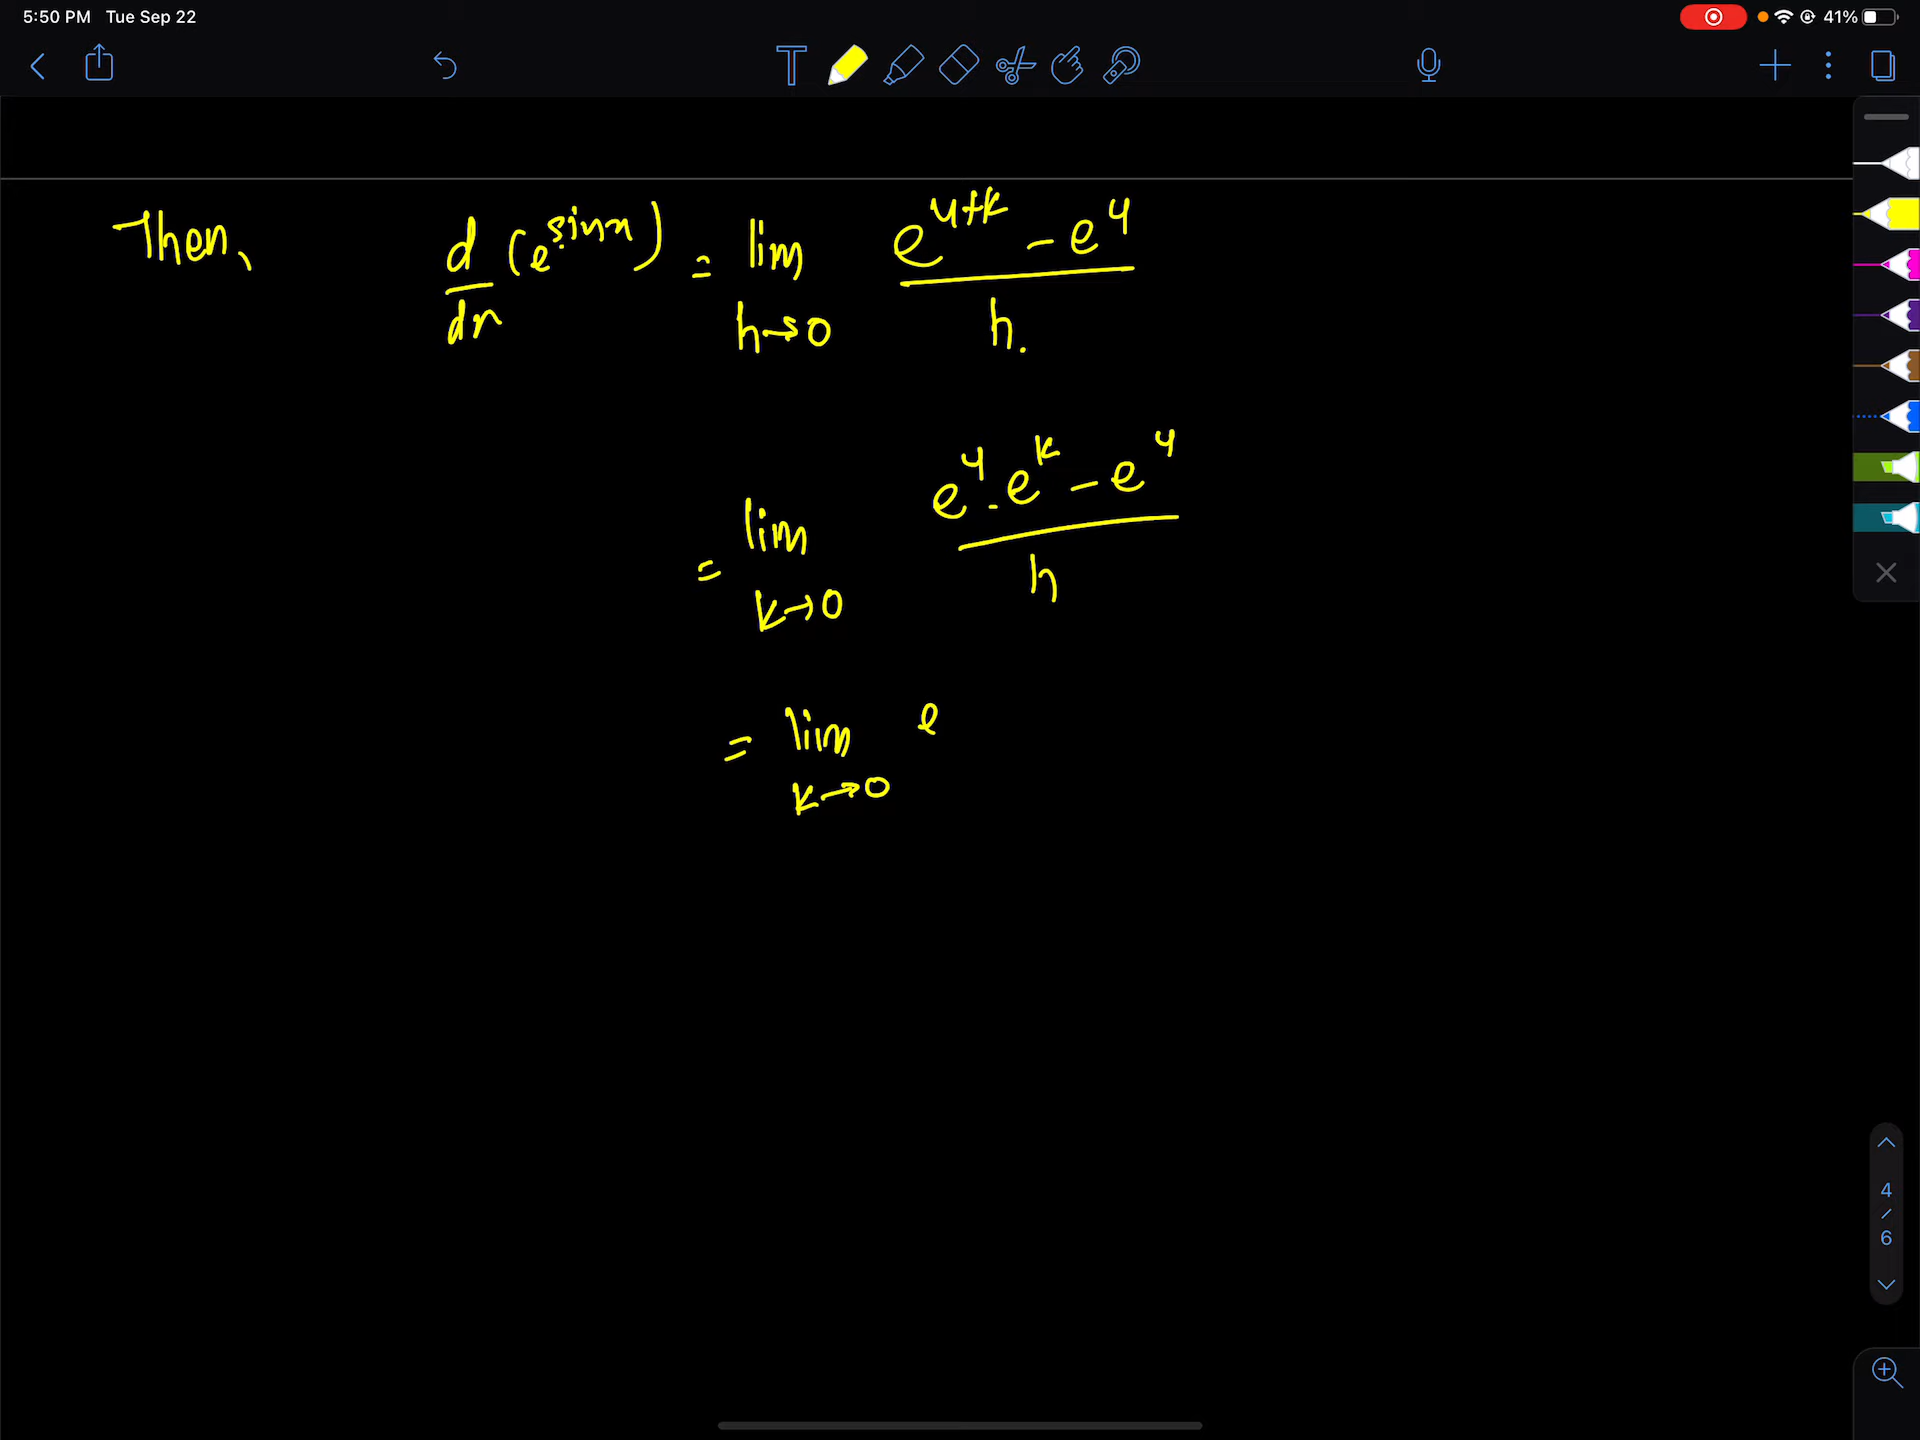 5:50 PM Tue Sep 22 41%
Then, d/dx (e^sinx) = lim h→0 (e^(y+k) - e^y)/h.
= lim k→0 (e^y . e^k - e^y)/h
= lim k→0 e
4 / 6